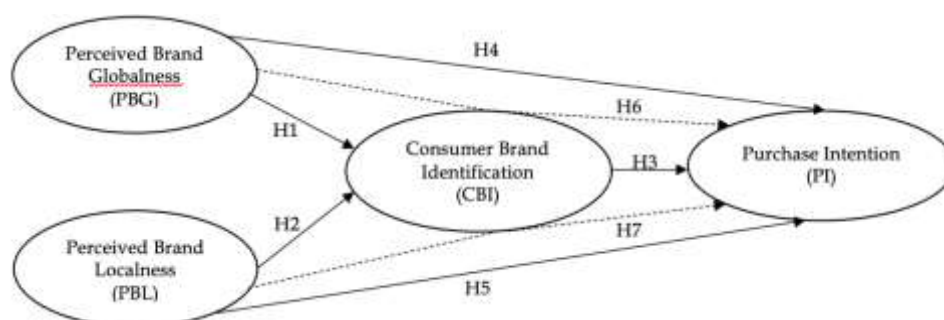 Perceived Brand
Globalness
(PBG)
H4
H6
H1
Consumer Brand
Identification
(CBI)
H3
Purchase Intention
(PI)
H2
Perceived Brand
Localness
(PBL)
H7
H5